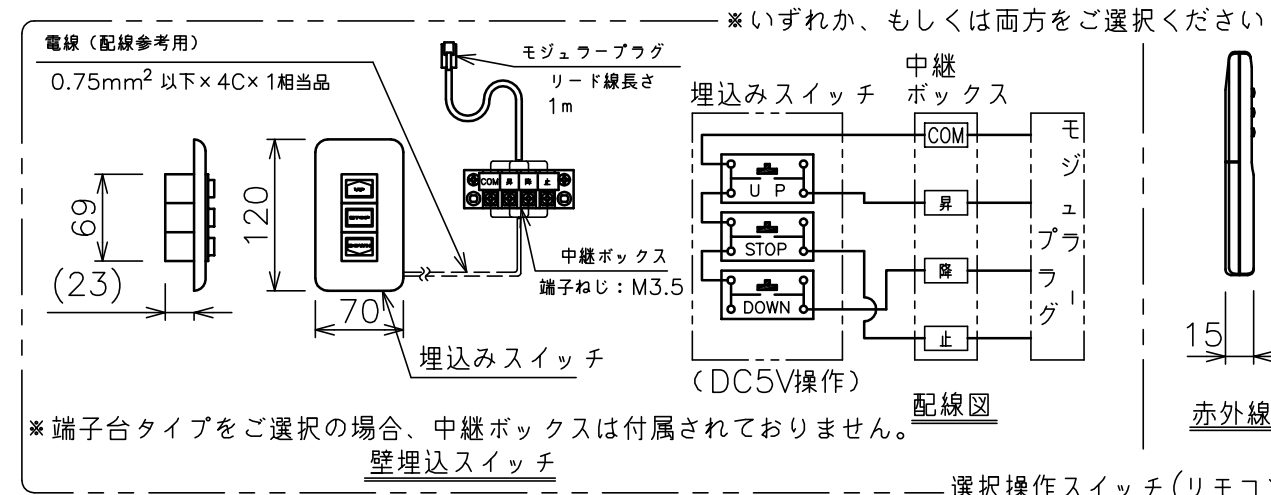 ※いずれか、もしくは両方をご選択ください
電線（配線参考用）
0.75mm² 以下×4C×1相当品
モジュラープラグ
リード線長さ
1m
69
(23)
120
70
UP
STOP
DOWN
COM 昇 降 止
中継ボックス
端子ねじ：M3.5
埋込みスイッチ
埋込みスイッチ
中継
ボックス
COM
昇
降
止
モジュラープラグ
UP
STOP
DOWN
(DC5V操作)
配線図
15
赤外線
※端子台タイプをご選択の場合、中継ボックスは付属されておりません。
壁埋込スイッチ
選択操作スイッチ(リモコン